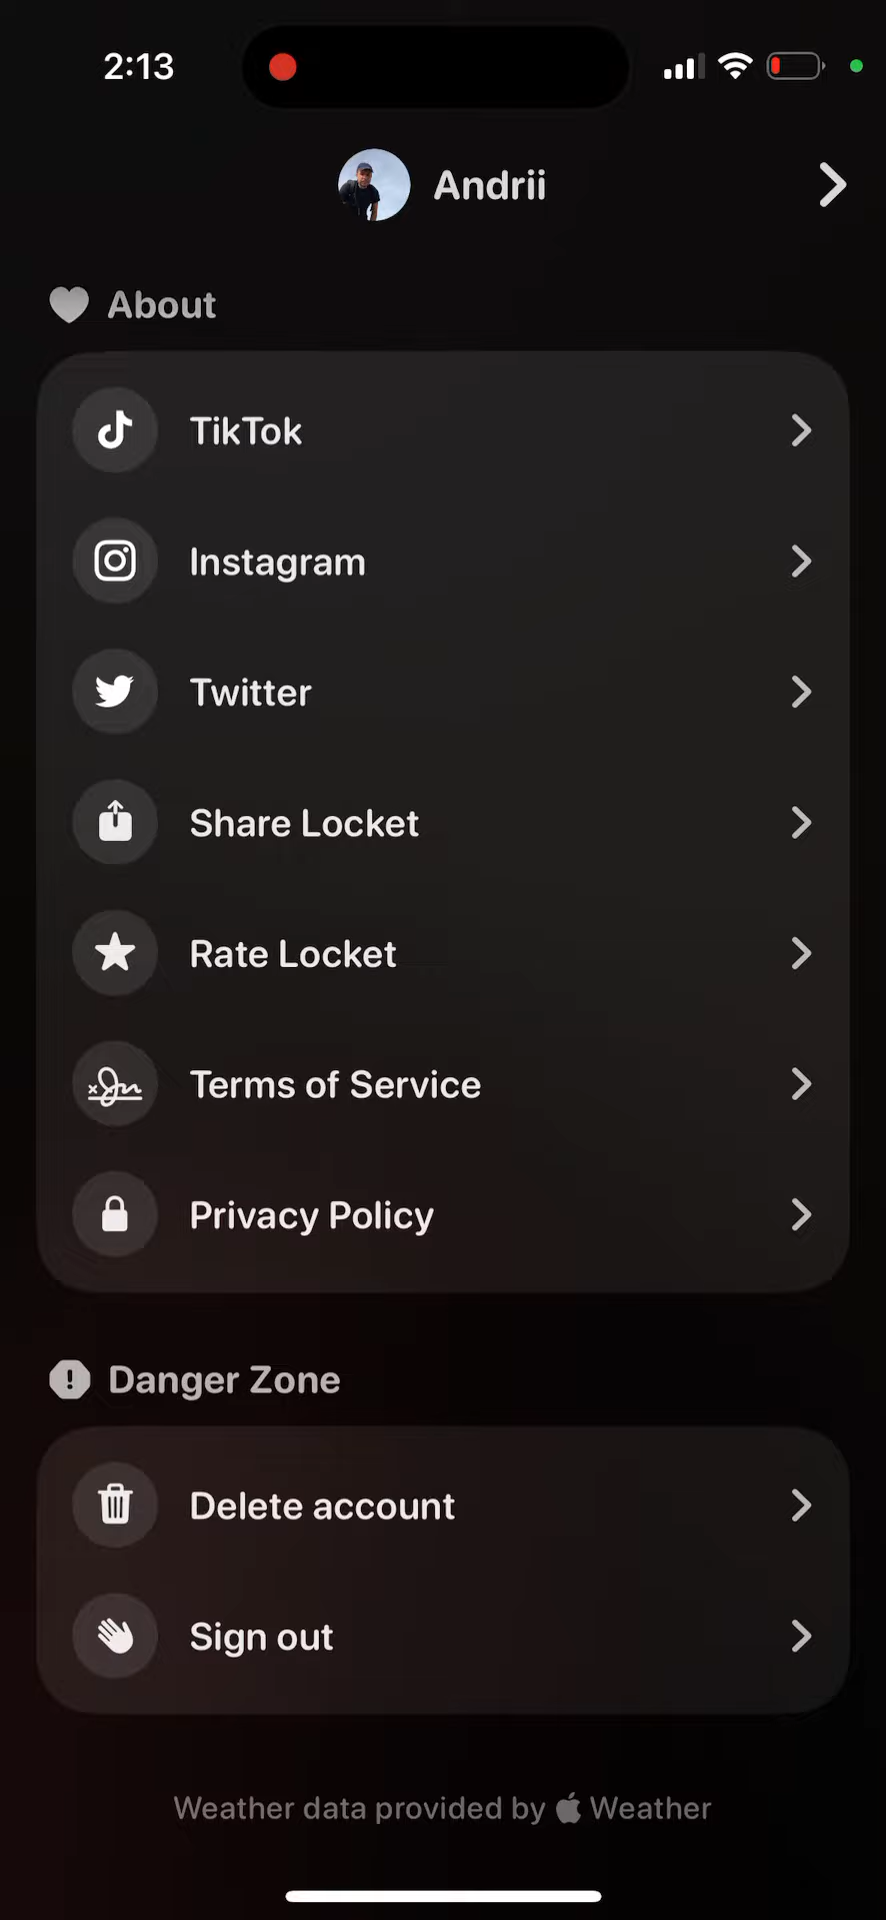 2:13
Andrii
About
TikTok
Instagram
Twitter
Share Locket
Rate Locket
Terms of Service
Privacy Policy
Danger Zone
Delete account
Sign out
Weather data provided by Weather